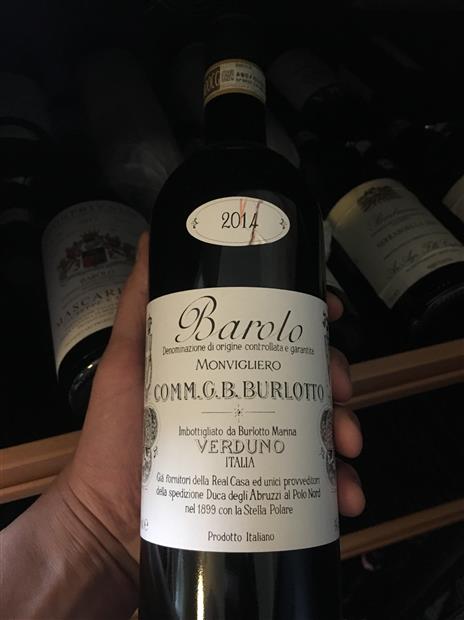 2014
Barolo
Denominazione di origine controllata e garantita
MONVIGLIERO
COMM. G. B. BURLOTTO
Imbottigliato da Burlotto Marina
VERDUNO
ITALIA
Già fornitori della Real Casa ed unici provveditori
della spedizione Duca degli Abruzzi al Polo Nord
nel 1899 con la Stella Polare
Prodotto Italiano
BAROLO
MASCAREL